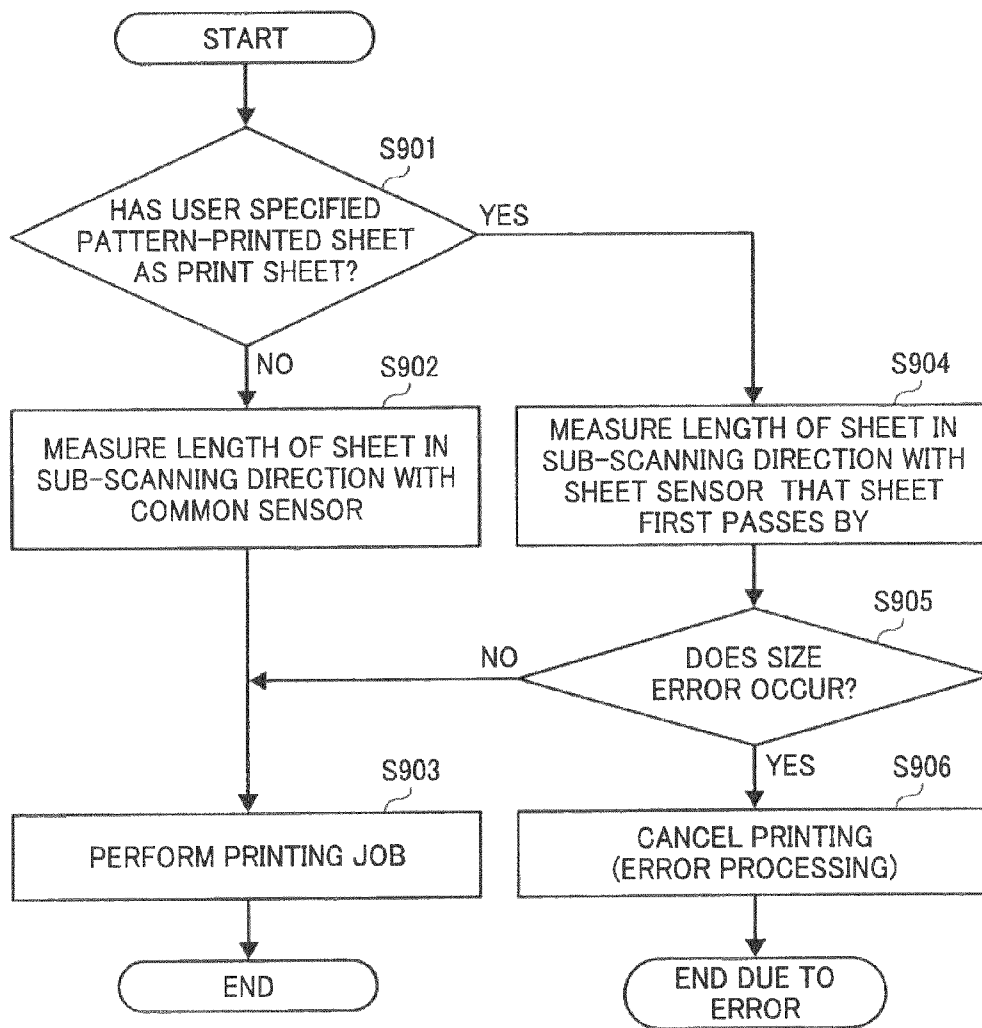 START
S901
HAS USER SPECIFIED
PATTERN-PRINTED SHEET
AS PRINT SHEET?
YES
NO
S902
MEASURE LENGTH OF SHEET IN
SUB-SCANNING DIRECTION WITH
COMMON SENSOR
S904
MEASURE LENGTH OF SHEET IN
SUB-SCANNING DIRECTION WITH
SHEET SENSOR THAT SHEET
FIRST PASSES BY
S905
DOES SIZE
ERROR OCCUR?
NO
YES
S903
PERFORM PRINTING JOB
S906
CANCEL PRINTING
(ERROR PROCESSING)
END
END DUE TO
ERROR